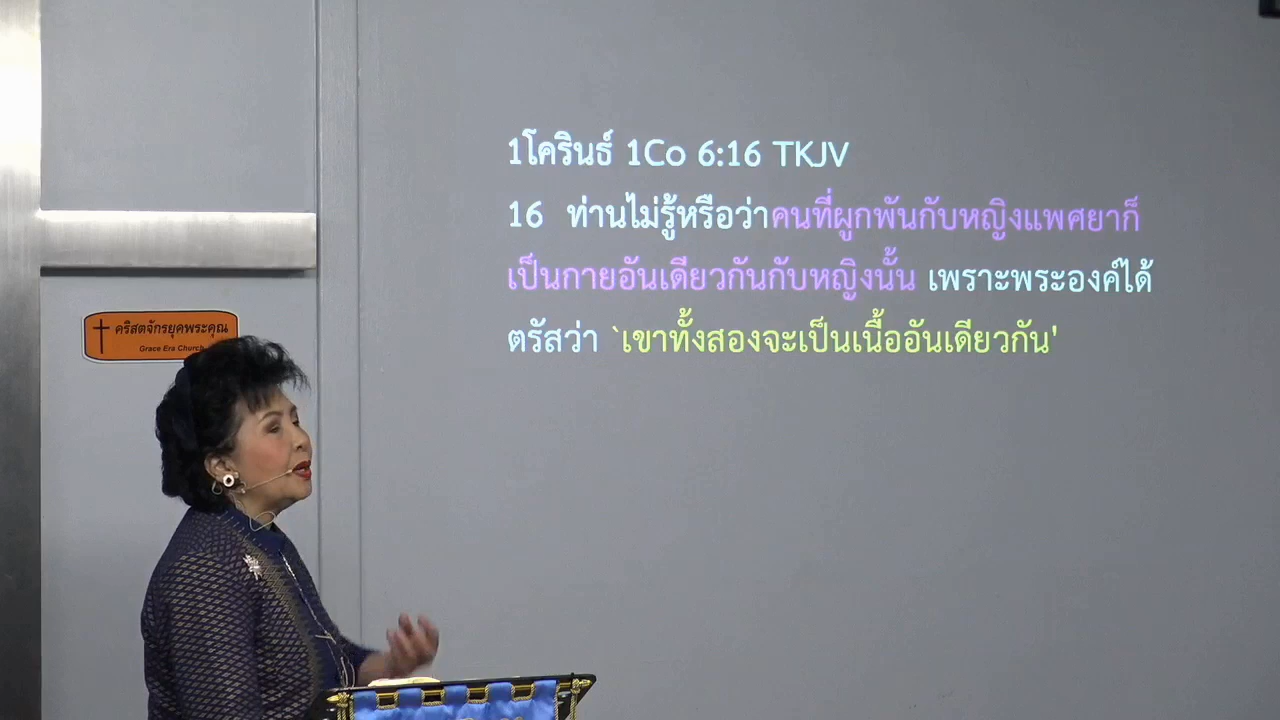 1โครินธ์ 1Co 6:16 TKJV
16 ท่านไม่รู้หรือว่าคนที่ผูกพันกับหญิงแพศยาก็
เป็นกายอันเดียวกันกับหญิงนั้น เพราะพระองค์ได้
ตรัสว่า `เขาทั้งสองจะเป็นเนื้ออันเดียวกัน'
คริสตจักรยุคพระคุณ
Grace Era Church